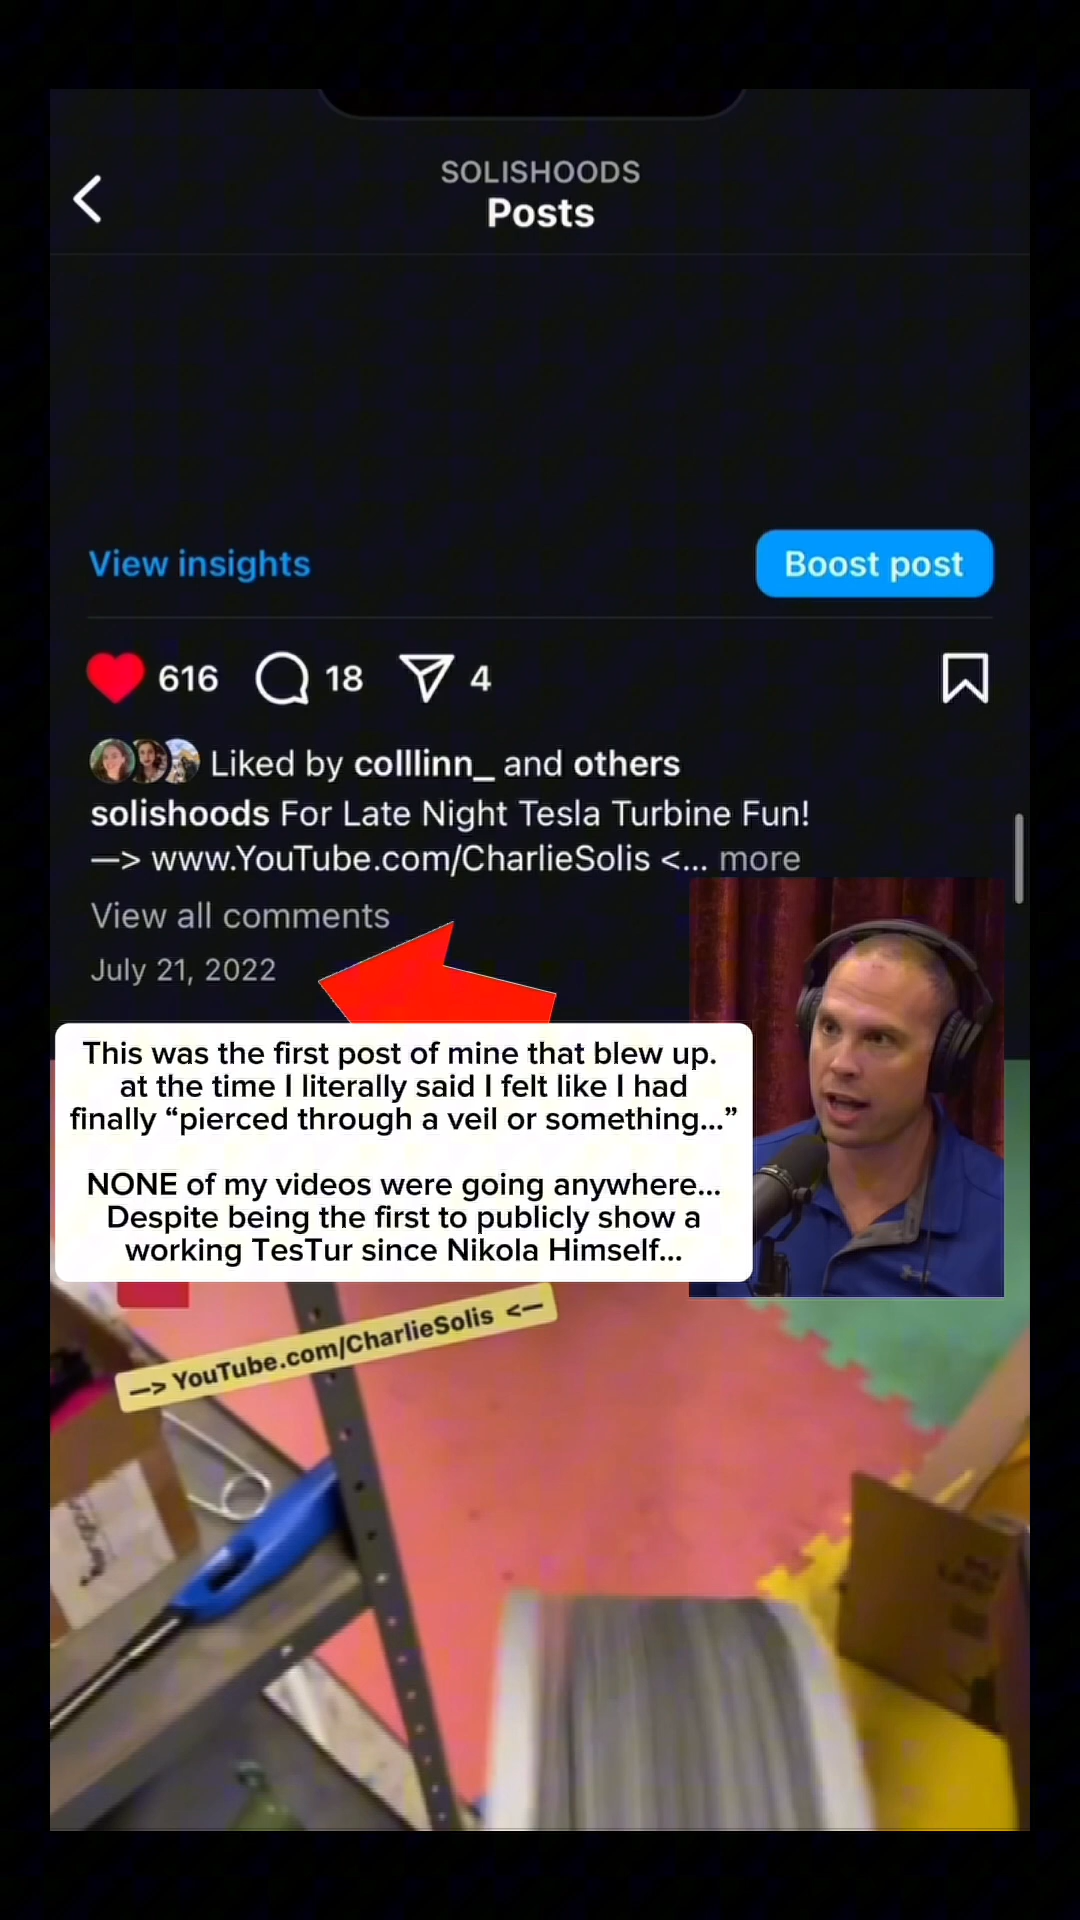 SOLISHOODS
Posts
View insights
Boost post
616 18 4
Liked by colllinn_ and others
solishoods For Late Night Tesla Turbine Fun!
—> www.YouTube.com/CharlieSolis <... more
View all comments
July 21, 2022
This was the first post of mine that blew up.
at the time I literally said I felt like I had
finally “pierced through a veil or something...”
NONE of my videos were going anywhere...
Despite being the first to publicly show a
working TesTur since Nikola Himself...
—> YouTube.com/CharlieSolis <—